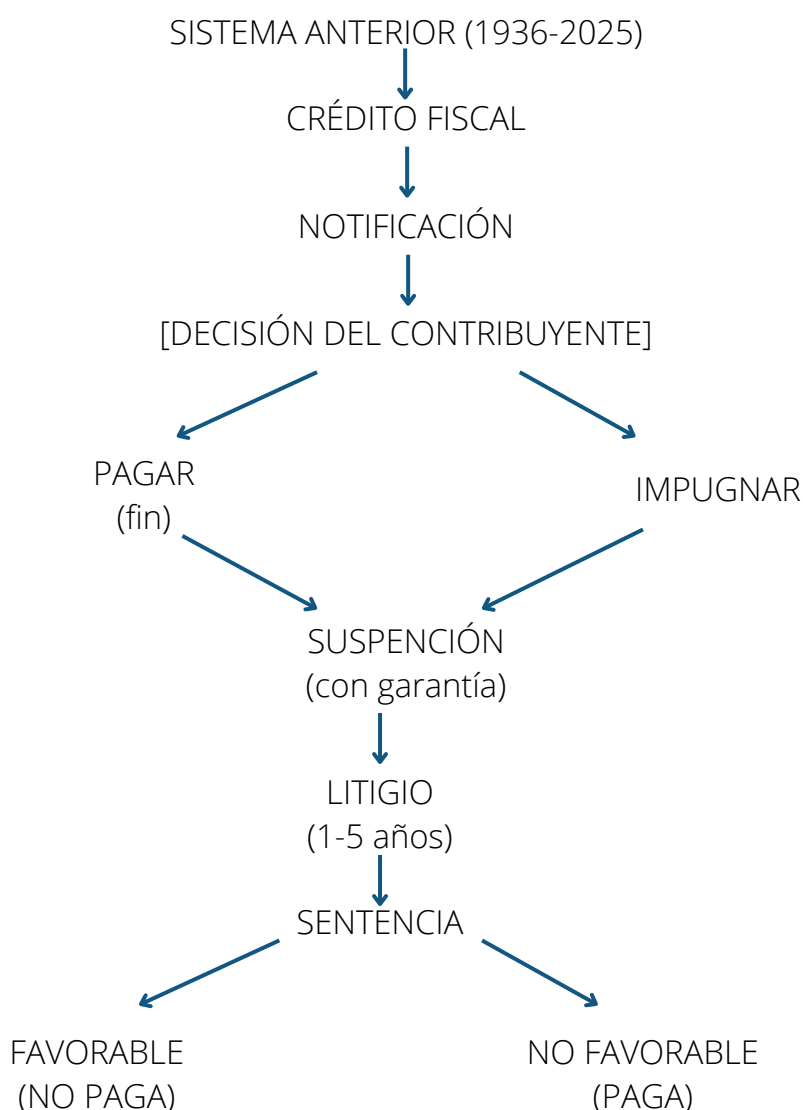 SISTEMA ANTERIOR (1936-2025)
CRÉDITO FISCAL
NOTIFICACIÓN
[DECISIÓN DEL CONTRIBUYENTE]
PAGAR
(fin)
IMPUGNAR
SUSPENCIÓN
(con garantía)
LITIGIO
(1-5 años)
SENTENCIA
FAVORABLE
(NO PAGA)
NO FAVORABLE
(PAGA)